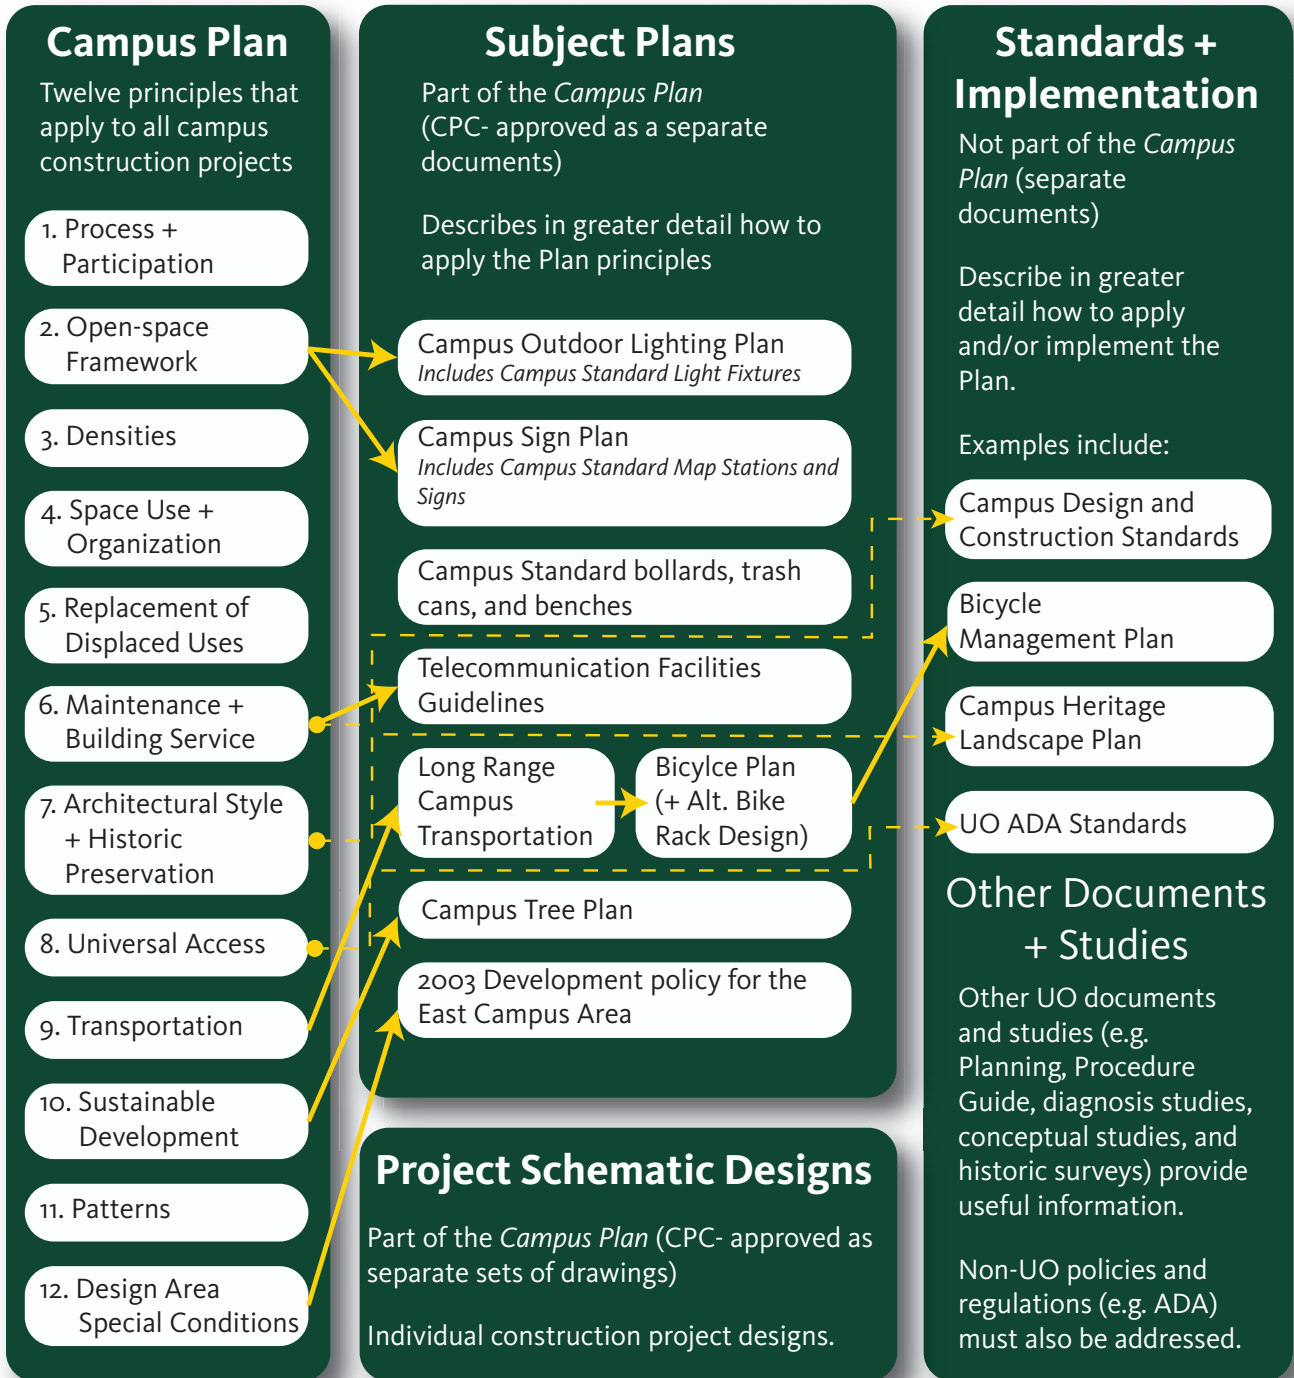 Campus Plan
Twelve principles that
apply to all campus
construction projects
1. Process +
Participation
2. Open-space
Framework
3. Densities
4. Space Use +
Organization
5. Replacement of
Displaced Uses
6. Maintenance +
Building Service
7. Architectural Style
+ Historic
Preservation
8. Universal Access
9. Transportation
10. Sustainable
Development
11. Patterns
12. Design Area
Special Conditions
Subject Plans
Part of the Campus Plan
(CPC- approved as a separate
documents)
Describes in greater detail how to
apply the Plan principles
Campus Outdoor Lighting Plan
Includes Campus Standard Light Fixtures
Campus Sign Plan
Includes Campus Standard Map Stations and
Signs
Campus Standard bollards, trash
cans, and benches
Telecommunication Facilities
Guidelines
Long Range
Campus
Transportation
Bicylce Plan
(+ Alt. Bike
Rack Design)
Campus Tree Plan
2003 Development policy for the
East Campus Area
Project Schematic Designs
Part of the Campus Plan (CPC- approved as
separate sets of drawings)
Individual construction project designs.
Standards +
Implementation
Not part of the Campus
Plan (separate
documents)
Describe in greater
detail how to apply
and/or implement the
Plan.
Examples include:
Campus Design and
Construction Standards
Bicycle
Management Plan
Campus Heritage
Landscape Plan
UO ADA Standards
Other Documents
+ Studies
Other UO documents
and studies (e.g.
Planning, Procedure
Guide, diagnosis studies,
conceptual studies, and
historic surveys) provide
useful information.
Non-UO policies and
regulations (e.g. ADA)
must also be addressed.